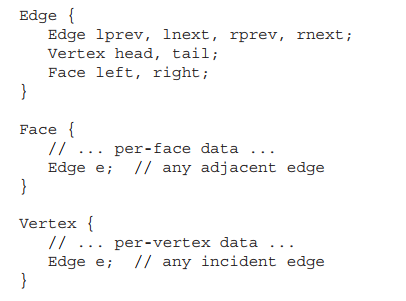 Edge {
Edge lprev, lnext, rprev, rnext;
Vertex head, tail;
Face left, right;
}
Face {
// ... per-face data ...
Edge e; // any adjacent edge
}
Vertex {
// ... per-vertex data ...
Edge e; // any incident edge
}